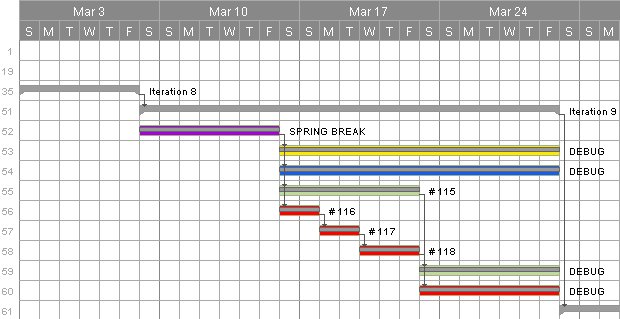 Mar 3 Mar 10 Mar 17 Mar 24
S M T W T F S S M T W T F S S M T W T F S S M T W T F S S M
1
19
35 Iteration 8
51 Iteration 9
52 SPRING BREAK
53 DEBUG
54 DEBUG
55 #115
56 #116
57 #117
58 #118
59 DEBUG
60 DEBUG
61